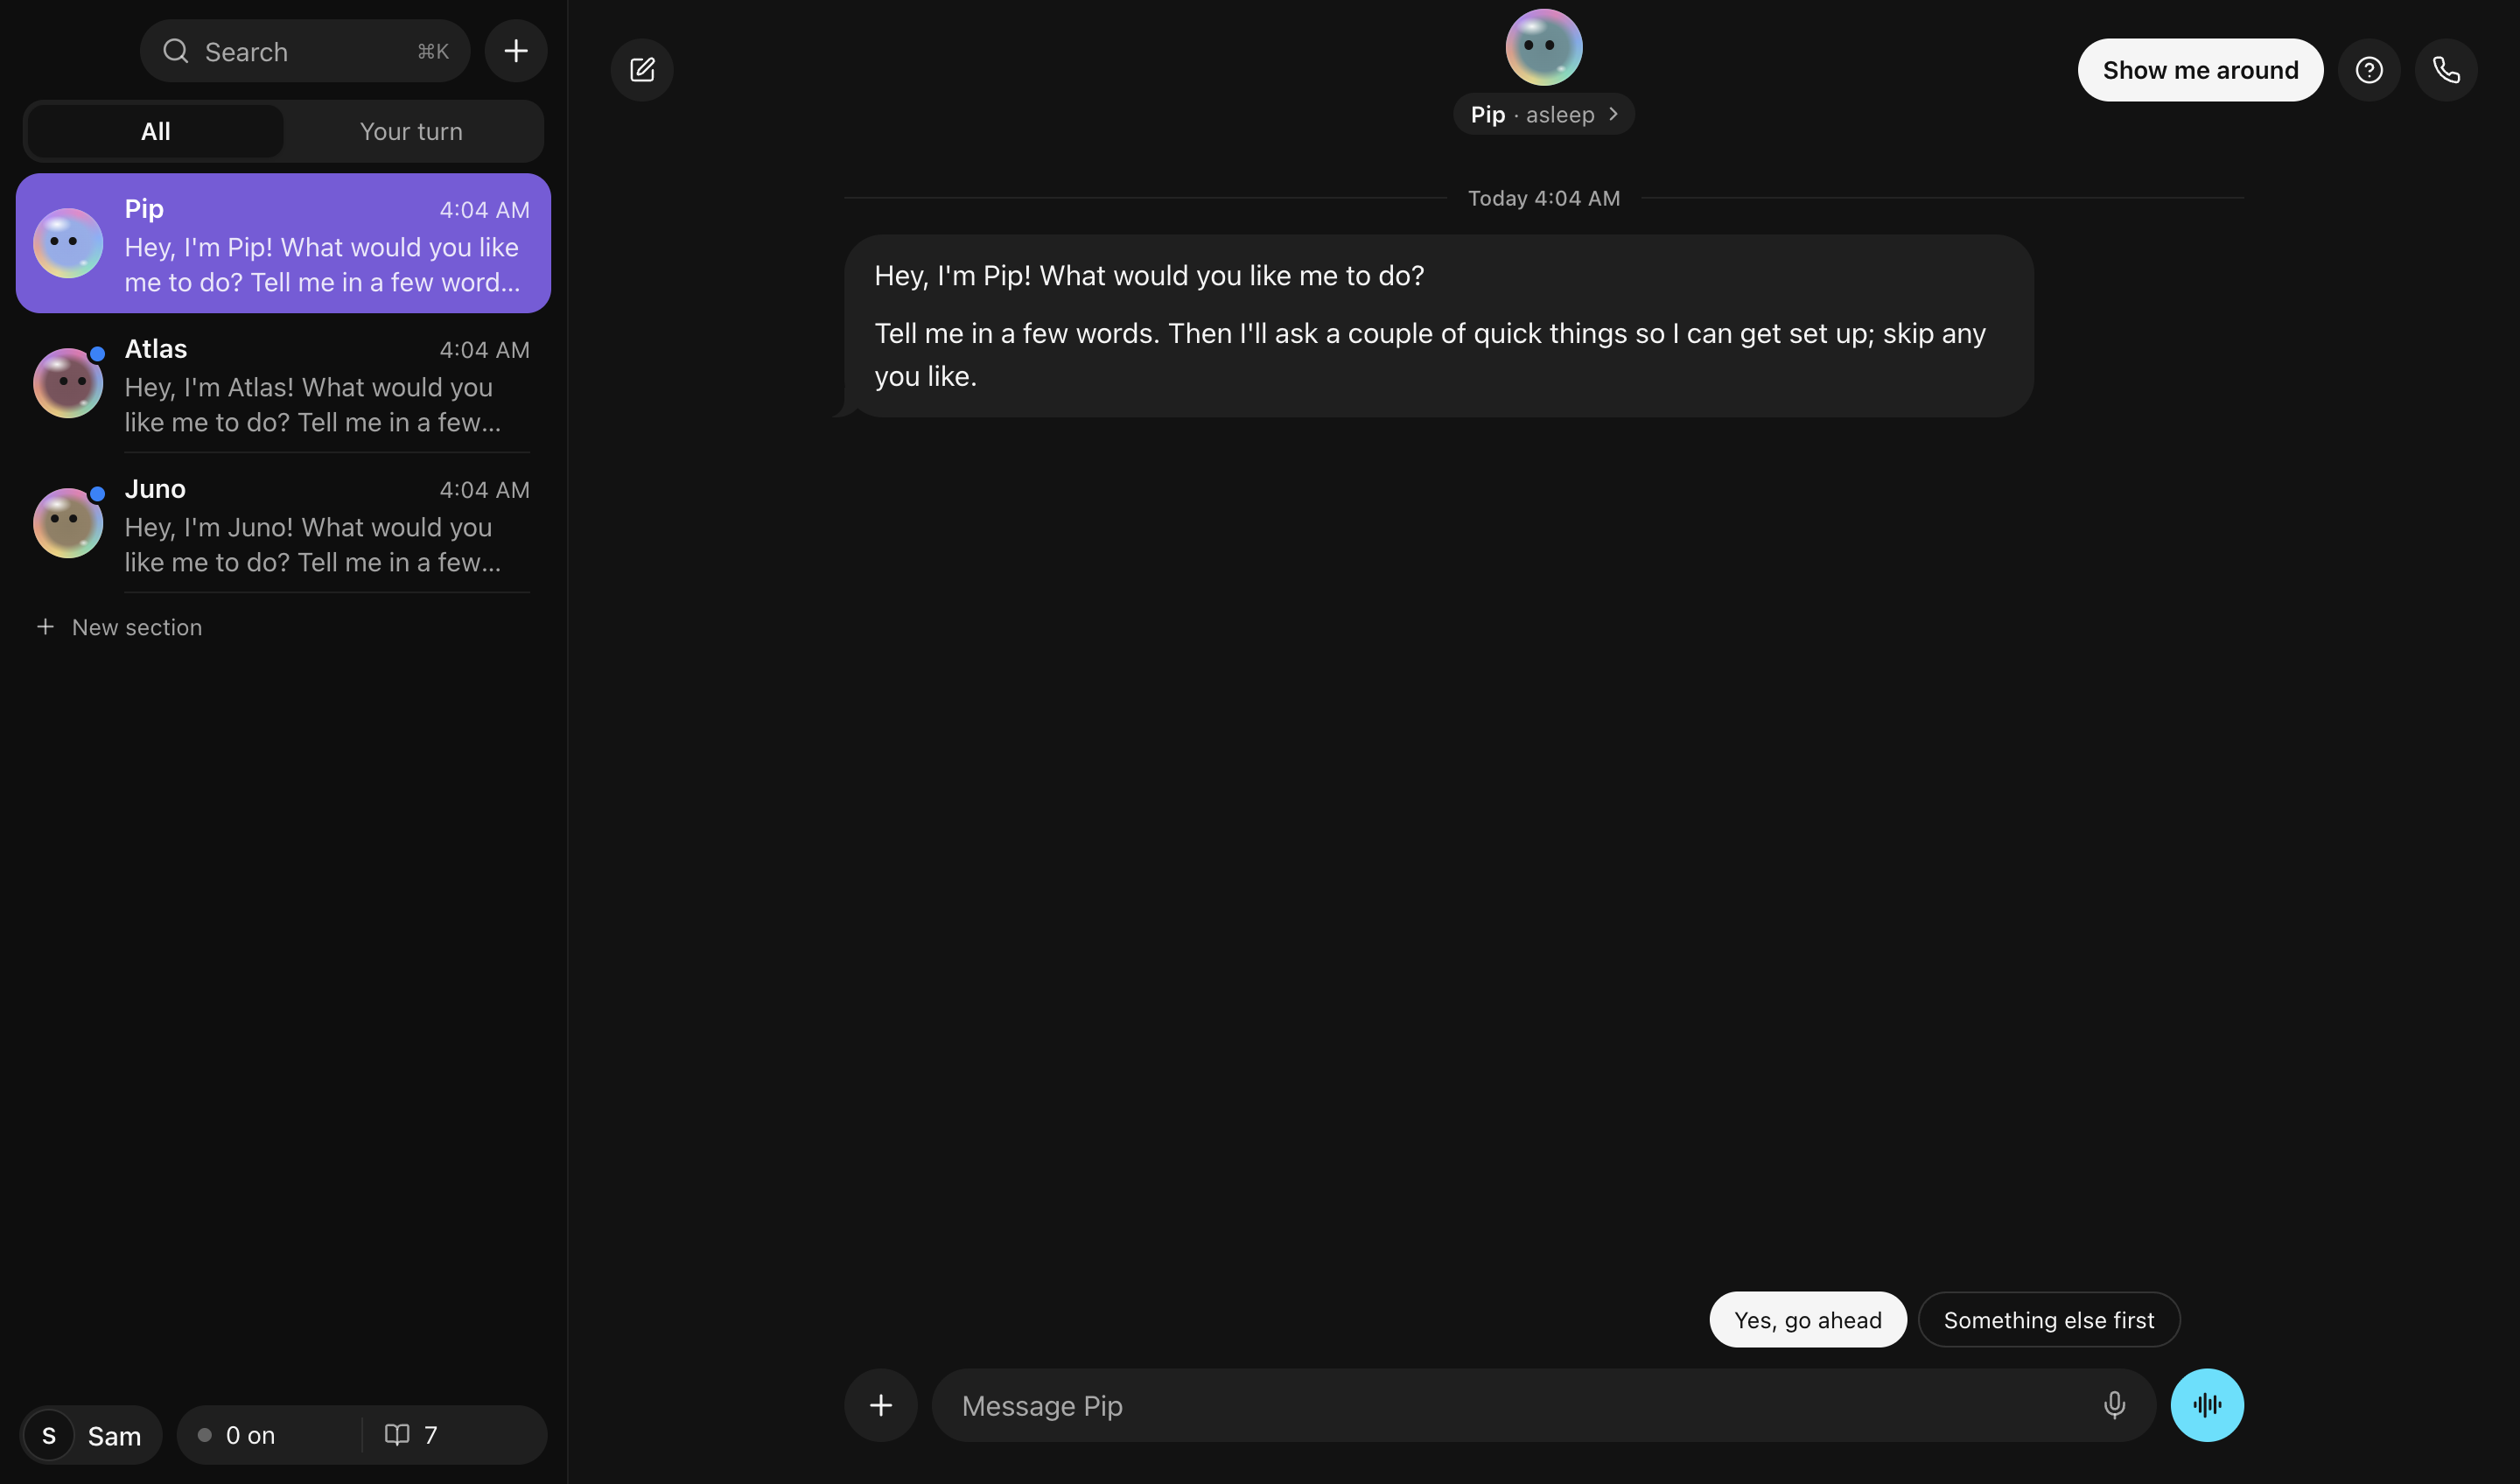 Search ⌘K
All
Your turn
Pip 4:04 AM
Hey, I'm Pip! What would you like
me to do? Tell me in a few word...
Atlas 4:04 AM
Hey, I'm Atlas! What would you
like me to do? Tell me in a few...
Juno 4:04 AM
Hey, I'm Juno! What would you
like me to do? Tell me in a few...
New section
S Sam
0 on
7
Pip · asleep
Show me around
Today 4:04 AM
Hey, I'm Pip! What would you like me to do?
Tell me in a few words. Then I'll ask a couple of quick things so I can get set up; skip any
you like.
Yes, go ahead
Something else first
Message Pip